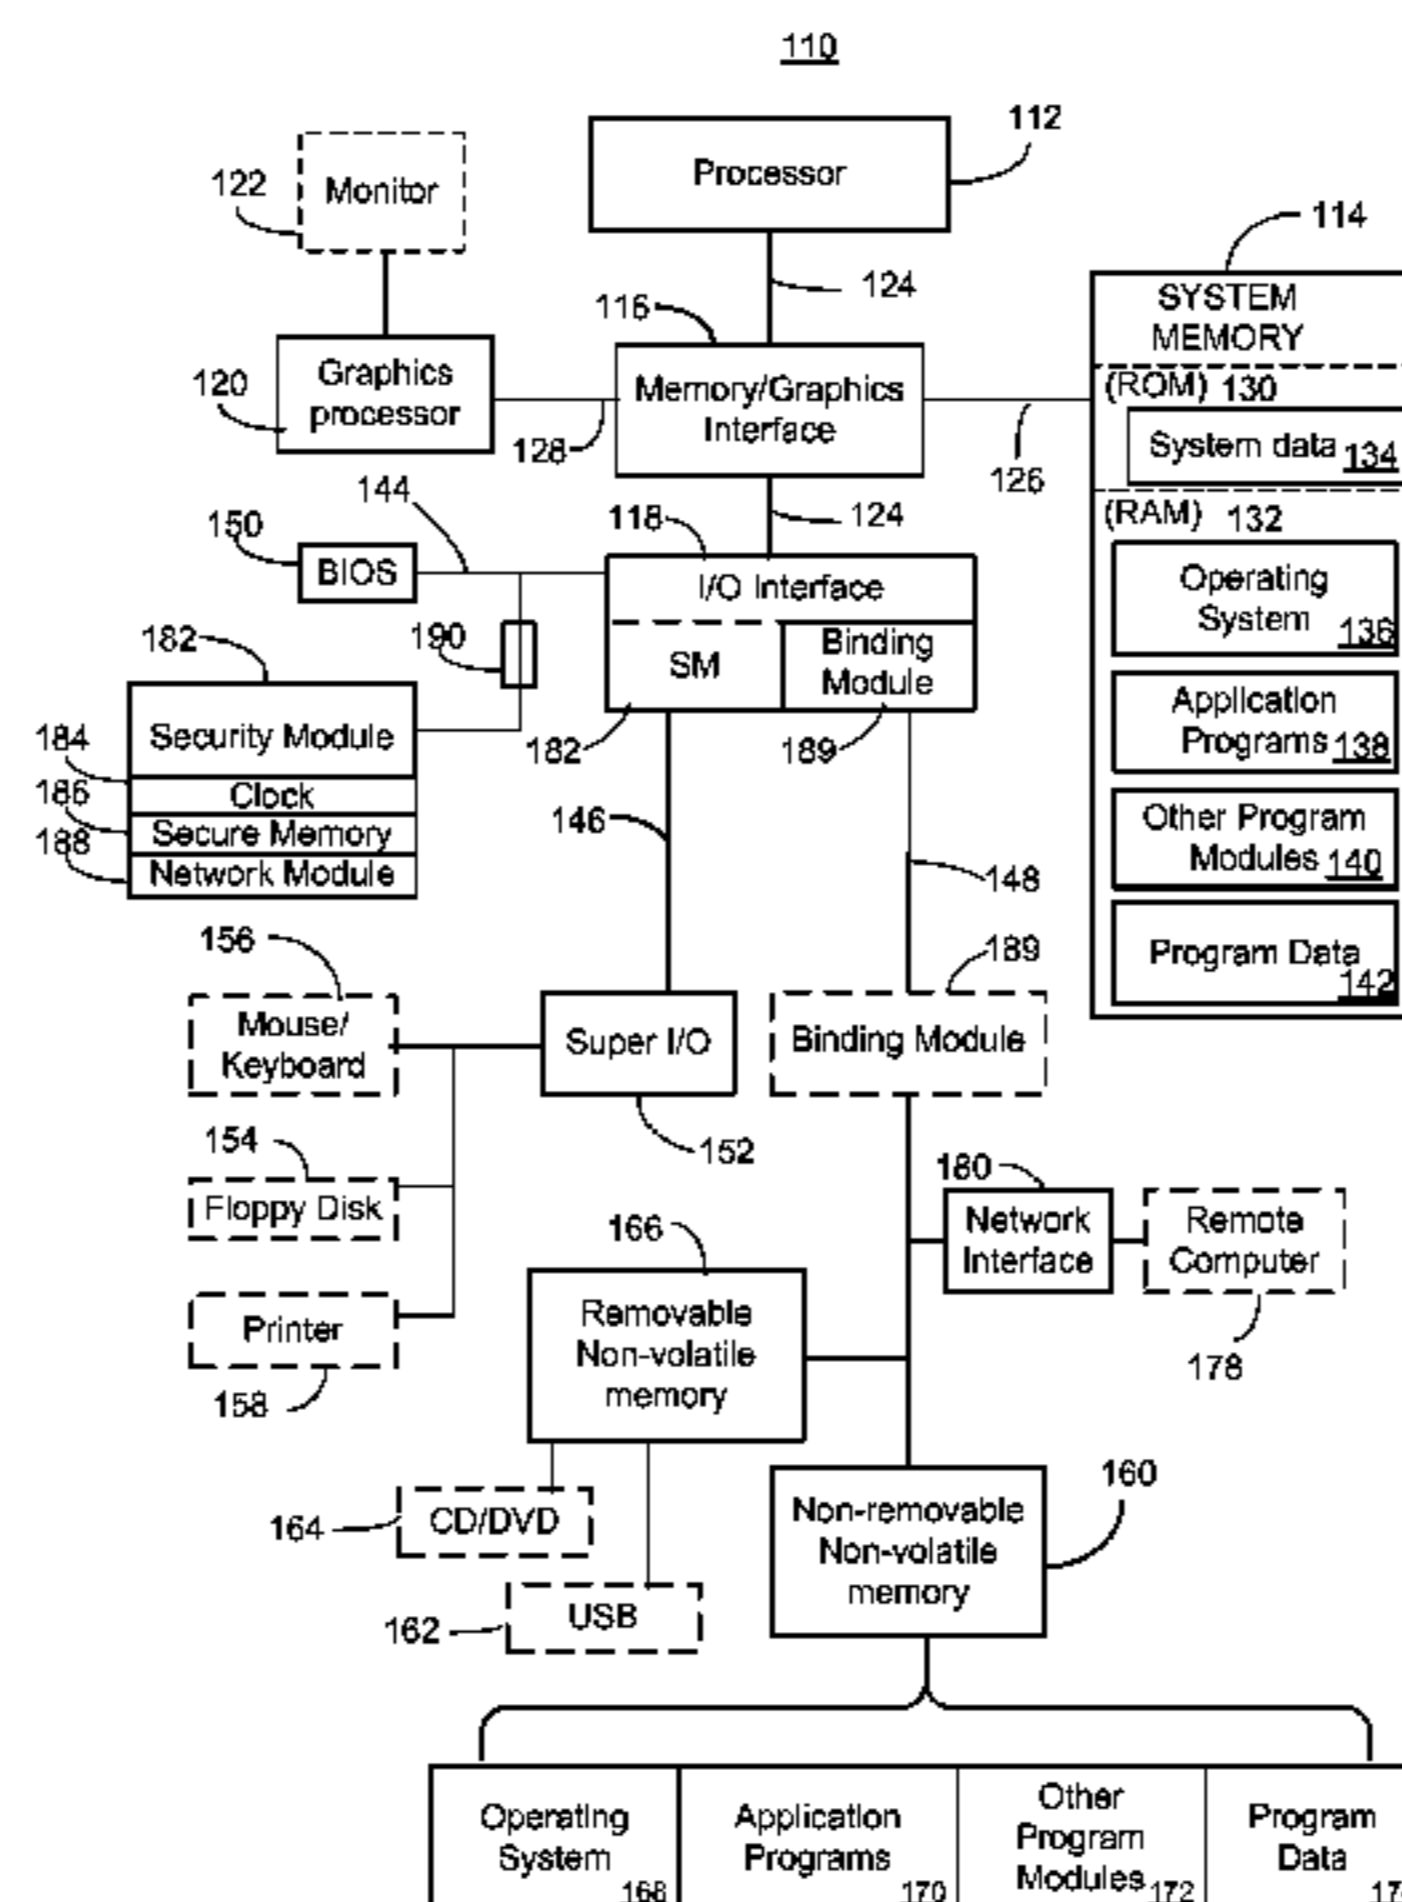 110
112
Processor
122
Monitor
114
124
116
SYSTEM
MEMORY
120
Graphics
processor
Memory/Graphics
Interface
128
126
(ROM) 130
System data 134
144
124
150
118
(RAM) 132
BIOS
I/O Interface
Operating
System
136
182
190
SM
Binding
Module
Security Module
182
189
Application
Programs 138
184
Clock
186
Secure Memory
188
Network Module
146
148
Other Program
Modules 140
156
189
Program Data
142
Mouse/
Keyboard
Super I/O
Binding Module
154
152
Floppy Disk
180
Network
Interface
Remote
Computer
166
Removable
Non-volatile
memory
Printer
178
158
160
164
CD/DVD
Non-removable
Non-volatile
memory
162
USB
Operating
System
168
Application
Programs
170
Other
Program
Modules 172
Program
Data